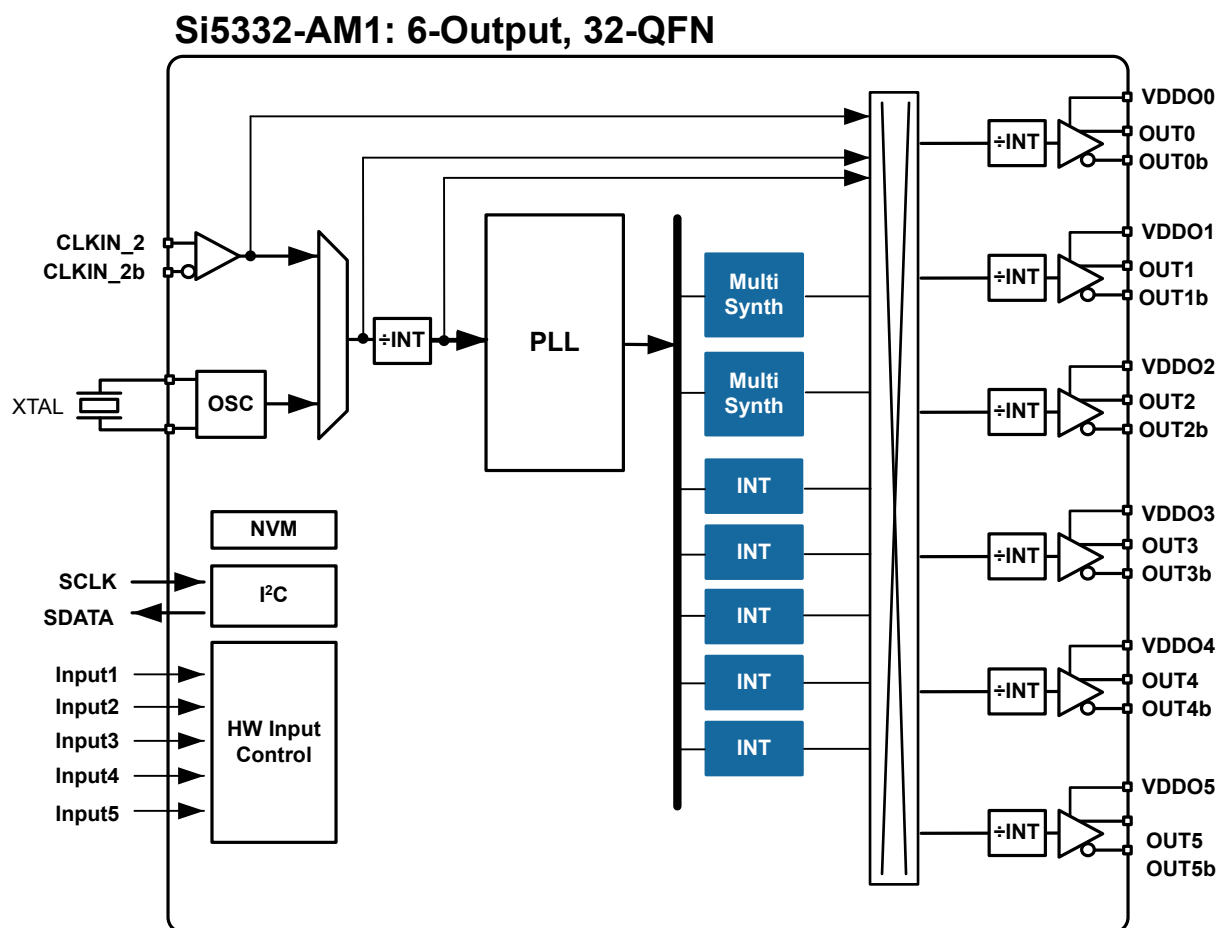 Si5332-AM1: 6-Output, 32-QFN
VDDO0
÷INT
OUT0
OUT0b
CLKIN_2
CLKIN_2b
÷INT
PLL
Multi
Synth
VDDO1
÷INT
OUT1
OUT1b
XTAL
OSC
Multi
Synth
VDDO2
÷INT
OUT2
OUT2b
INT
NVM
SCLK
SDATA
I²C
INT
VDDO3
÷INT
OUT3
OUT3b
INT
Input1
Input2
Input3
Input4
Input5
HW Input
Control
INT
VDDO4
÷INT
OUT4
OUT4b
INT
VDDO5
÷INT
OUT5
OUT5b